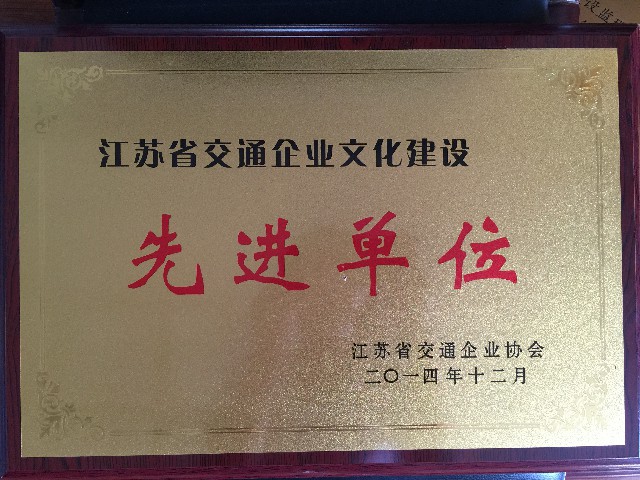 江苏省交通企业文化建设
先进单位
江苏省交通企业协会
二〇一四年十二月